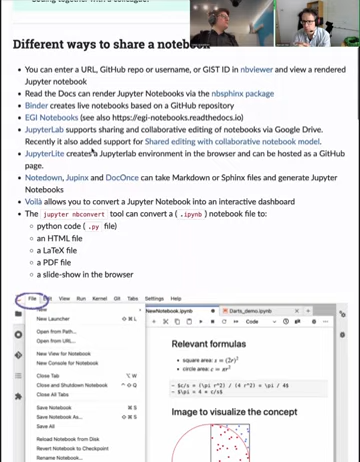 Different ways to share a notebook
You can enter a URL, GitHub repo or username, or GIST ID in nbviewer and view a rendered
Jupyter notebook
Read the Docs can render Jupyter Notebooks via the nbsphinx package
Binder creates live notebooks based on a GitHub repository
EGI Notebooks (see also https://egi-notebooks.readthedocs.io)
JupyterLab supports sharing and collaborative editing of notebooks via Google Drive.
Recently it also added support for Shared editing with collaborative notebook model.
JupyterLite creates a Jupyterlab environment in the browser and can be hosted as a GitHub
page.
Notedown, Jupinx and DocOnce can take Markdown or Sphinx files and generate Jupyter
Notebooks
Voilà allows you to convert a Jupyter Notebook into an interactive dashboard
The jupyter nbconvert tool can convert a ( .ipynb ) notebook file to:
python code ( .py file)
an HTML file
a LaTeX file
a PDF file
a slide-show in the browser
File Edit View Run Kernel Git Tabs Settings Help
New
New Launcher ⇧ ⌘ L
Open from Path...
Open from URL...
New View for Notebook
New Console for Notebook
Close Tab ⌥ W
Close and Shutdown Notebook ^ ⇧ Q
Save Notebook ⌘ S
Save Notebook As... ⇧ ⌘ S
Save All
Reload Notebook from Disk
Revert Notebook to Checkpoint
Rename Notebook...
NewNotebook.ipynb
Darts_demo.ipynb
Code
Relevant formulas
square area: s = (2r)²
circle area: c = πr²
Image to visualize the concept